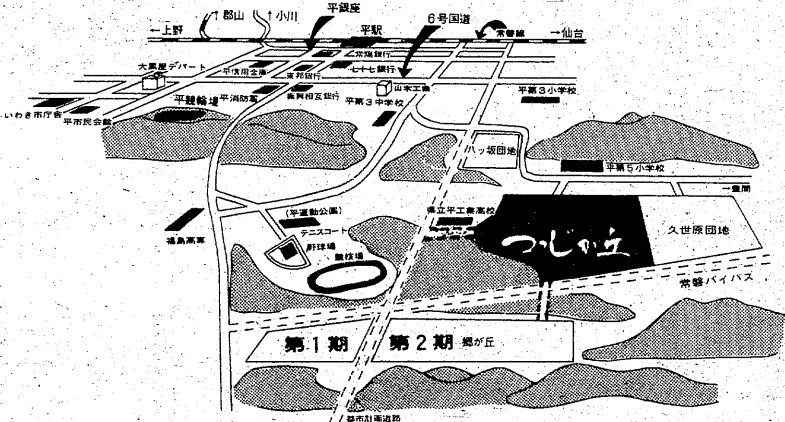 平銀座
↑郡山
↑小川
←上野
平駅
6号国道
常磐線
→仙台
常陽銀行
大黒屋デパート
平信用金庫
東邦銀行
七十七銀行
山木工業
平第3小学校
いわき市庁舎
平市民会館
平競輪場
平消防署
振興相互銀行
平第3中学校
八ッ坂団地
平第5小学校
→豊間
福島高専
(平運動公園)
テニスコート
野球場
競技場
県立平工業高校
つつじが丘
久世原団地
常磐バイパス
第1期
第2期 郷が丘
都市計画道路